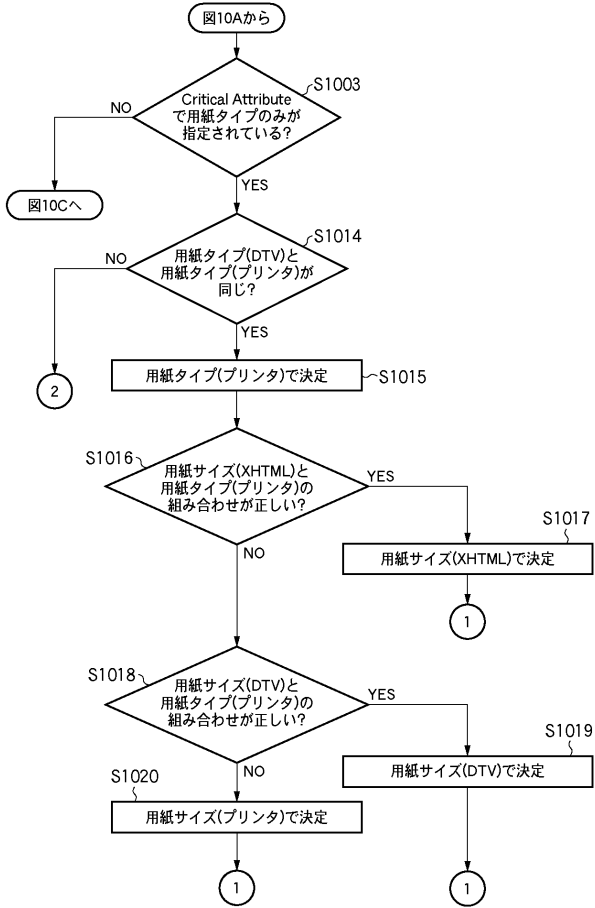 図10Aから
S1003
Critical Attribute
で用紙タイプのみが
指定されている?
NO
YES
図10Cへ
S1014
用紙タイプ(DTV)と
用紙タイプ(プリンタ)が
同じ?
NO
YES
2
用紙タイプ(プリンタ)で決定
S1015
S1016
用紙サイズ(XHTML)と
用紙タイプ(プリンタ)の
組み合わせが正しい?
YES
NO
S1017
用紙サイズ(XHTML)で決定
1
S1018
用紙サイズ(DTV)と
用紙タイプ(プリンタ)の
組み合わせが正しい?
YES
NO
S1019
用紙サイズ(DTV)で決定
S1020
用紙サイズ(プリンタ)で決定
1
1